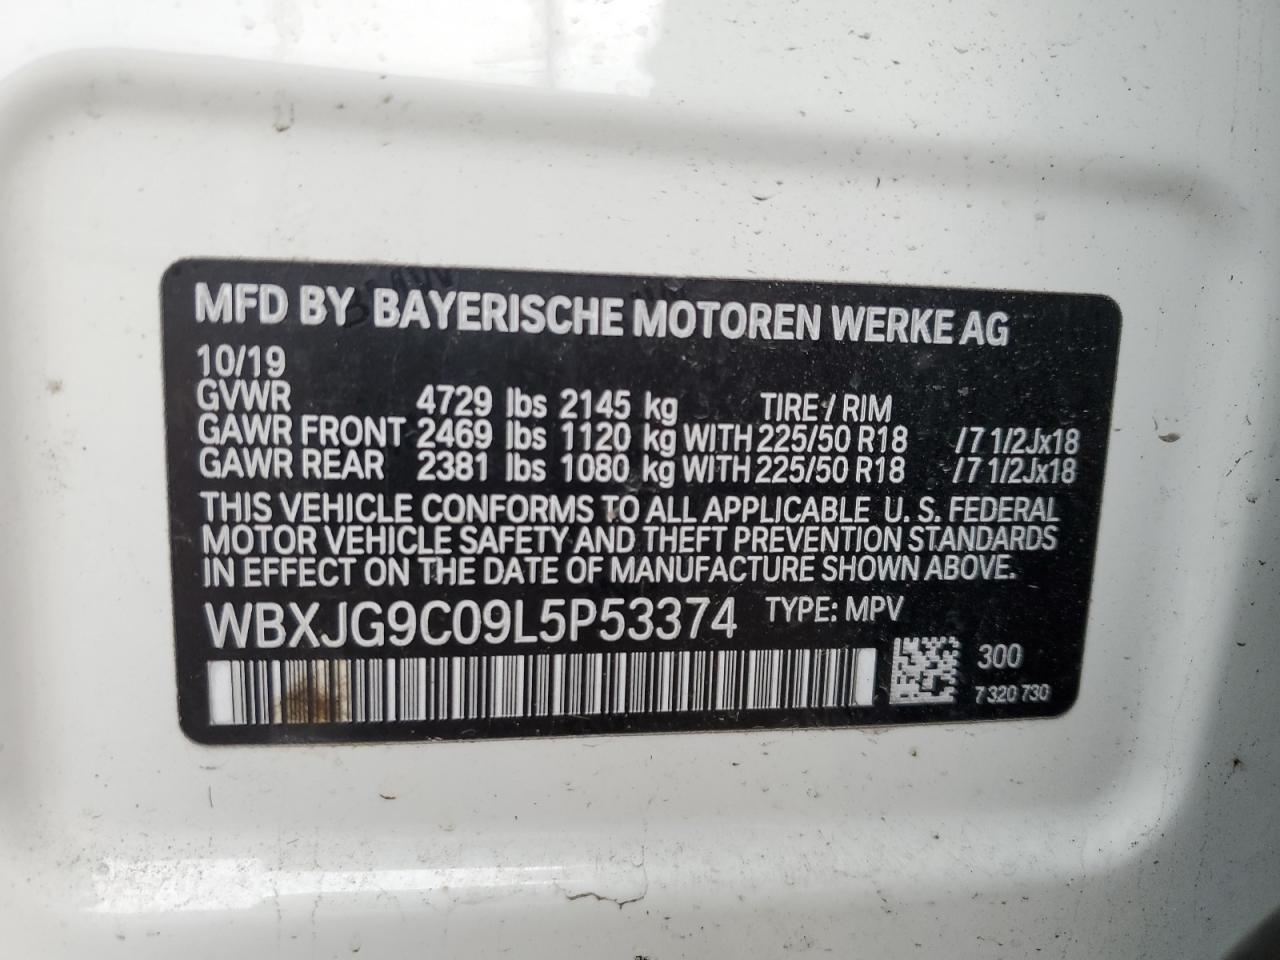 MFD BY BAYERISCHE MOTOREN WERKE AG
10/19
GVWR 4729 lbs 2145 kg TIRE / RIM
GAWR FRONT 2469 lbs 1120 kg WITH 225/50 R18 /7 1/2Jx18
GAWR REAR 2381 lbs 1080 kg WITH 225/50 R18 /7 1/2Jx18
THIS VEHICLE CONFORMS TO ALL APPLICABLE U. S. FEDERAL
MOTOR VEHICLE SAFETY AND THEFT PREVENTION STANDARDS
IN EFFECT ON THE DATE OF MANUFACTURE SHOWN ABOVE.
WBXJG9C09L5P53374 TYPE: MPV
300
7 320 730